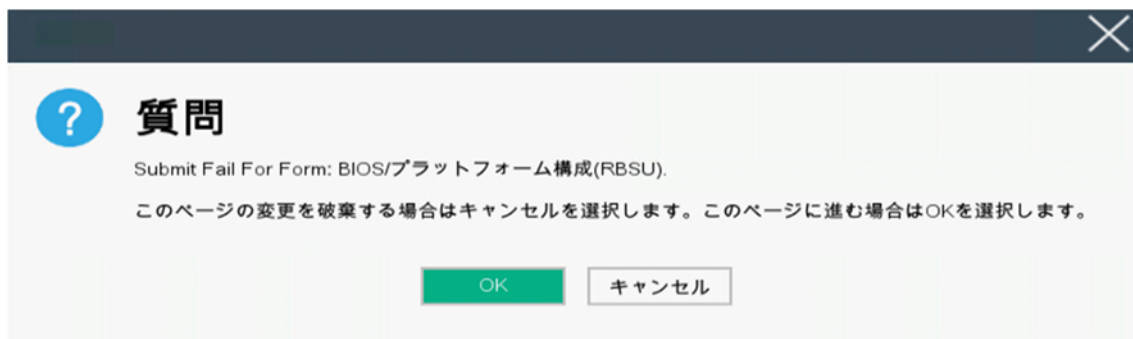 質問
Submit Fail For Form: BIOS/プラットフォーム構成(RBSU).
このページの変更を破棄する場合はキャンセルを選択します。このページに進む場合はOKを選択します。
OK
キャンセル